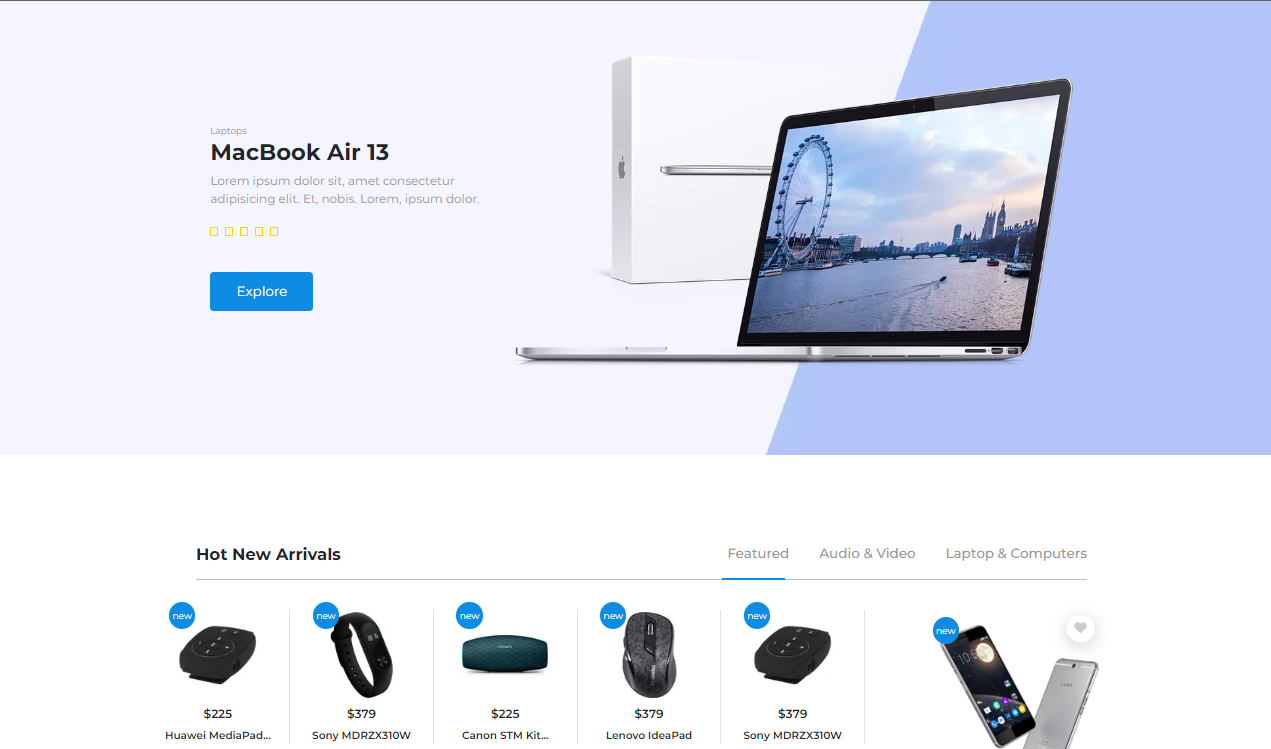 Laptops
MacBook Air 13
Lorem ipsum dolor sit, amet consectetur
adipisicing elit. Et, nobis. Lorem, ipsum dolor.
Explore
Hot New Arrivals
Featured
Audio & Video
Laptop & Computers
new
new
new
new
new
new
$225
$379
$225
$379
$379
Huawei MediaPad...
Sony MDRZX310W
Canon STM Kit...
Lenovo IdeaPad
Sony MDRZX310W